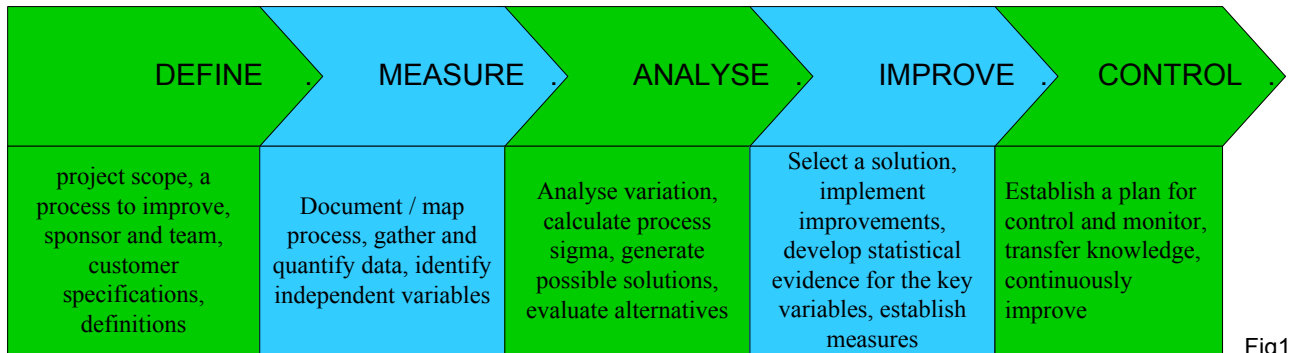 DEFINE .
MEASURE .
ANALYSE .
IMPROVE .
CONTROL .
project scope, a
process to improve,
sponsor and team,
customer
specifications,
definitions
Document / map
process, gather and
quantify data, identify
independent variables
Analyse variation,
calculate process
sigma, generate
possible solutions,
evaluate alternatives
Select a solution,
implement
improvements,
develop statistical
evidence for the key
variables, establish
measures
Establish a plan for
control and monitor,
transfer knowledge,
continuously
improve
Fig1